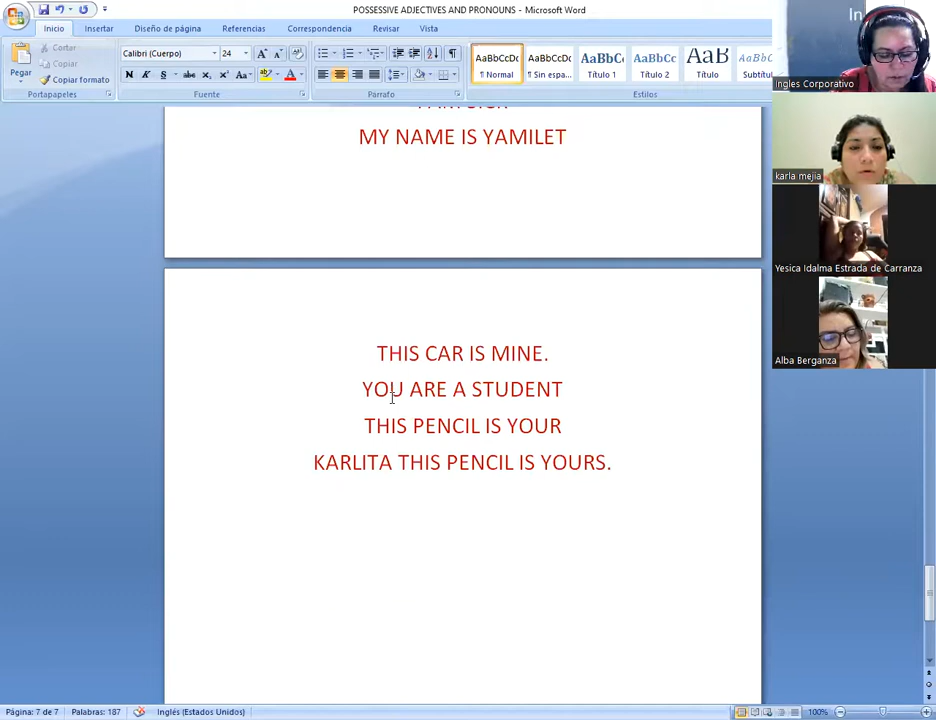 POSSESSIVE ADJECTIVES AND PRONOUNS - Microsoft Word
Inicio
Insertar
Diseño de página
Referencias
Correspondencia
Revisar
Vista
Cortar
Copiar
Copiar formato
Pegar
Portapapeles
Calibri (Cuerpo)
24
Fuente
Párrafo
AaBbCcDc
¶ Normal
AaBbCcDc
¶ Sin espa...
AaBbCc
Título 1
AaBbCc
Título 2
AaB
Título
AaBbCc
Subtítul
Estilos
MY NAME IS YAMILET
THIS CAR IS MINE.
YOU ARE A STUDENT
THIS PENCIL IS YOUR
KARLITA THIS PENCIL IS YOURS.
In
Ingles Corporativo
karla mejia
Yesica Idalma Estrada de Carranza
Alba Berganza
Página: 7 de 7
Palabras: 187
Inglés (Estados Unidos)
100%